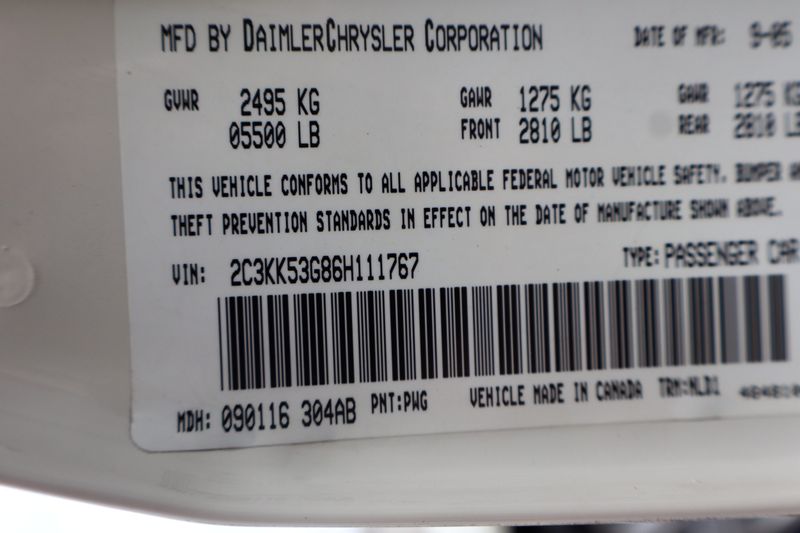 MFD BY DAIMLERCHRYSLER CORPORATION DATE OF MFR: 9-05
GVWR 2495 KG GAWR 1275 KG GAWR 1275 KG
05500 LB FRONT 2810 LB REAR 2810 LB
THIS VEHICLE CONFORMS TO ALL APPLICABLE FEDERAL MOTOR VEHICLE SAFETY, BUMPER
THEFT PREVENTION STANDARDS IN EFFECT ON THE DATE OF MANUFACTURE SHOWN ABOVE.
VIN: 2C3KK53G86H111767 TYPE: PASSENGER CAR
MDH: 090116 304AB PNT:PWG VEHICLE MADE IN CANADA TRM:NLD1